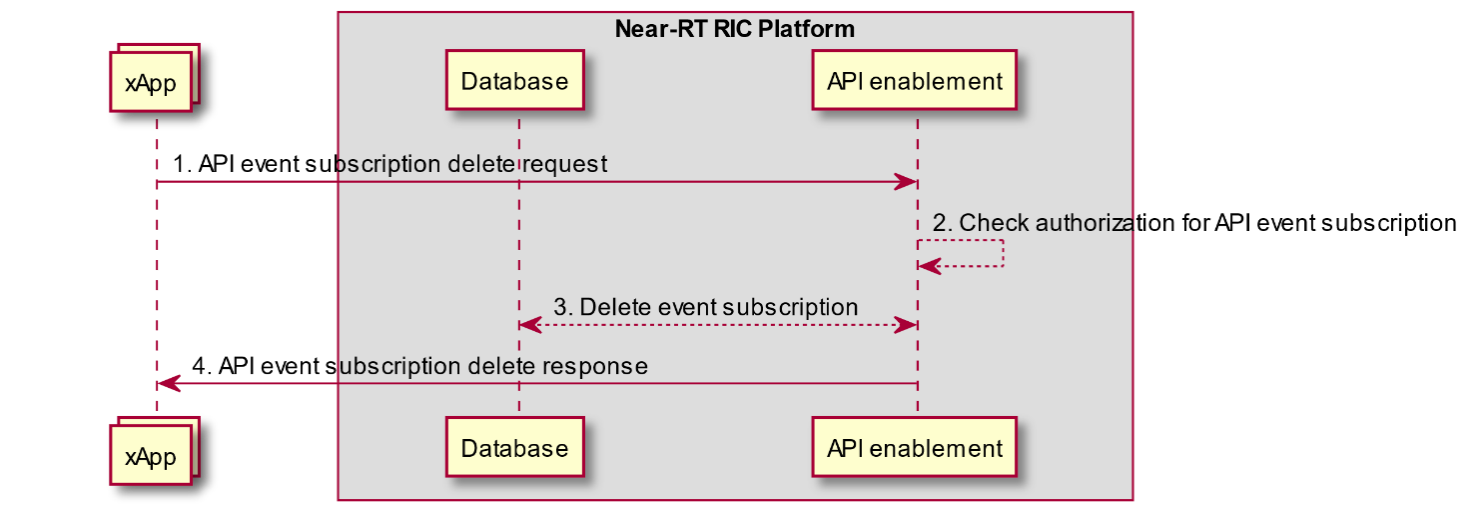 Near-RT RIC Platform
xApp
Database
API enablement
1. API event subscription delete request
2. Check authorization for API event subscription
3. Delete event subscription
4. API event subscription delete response
xApp
Database
API enablement